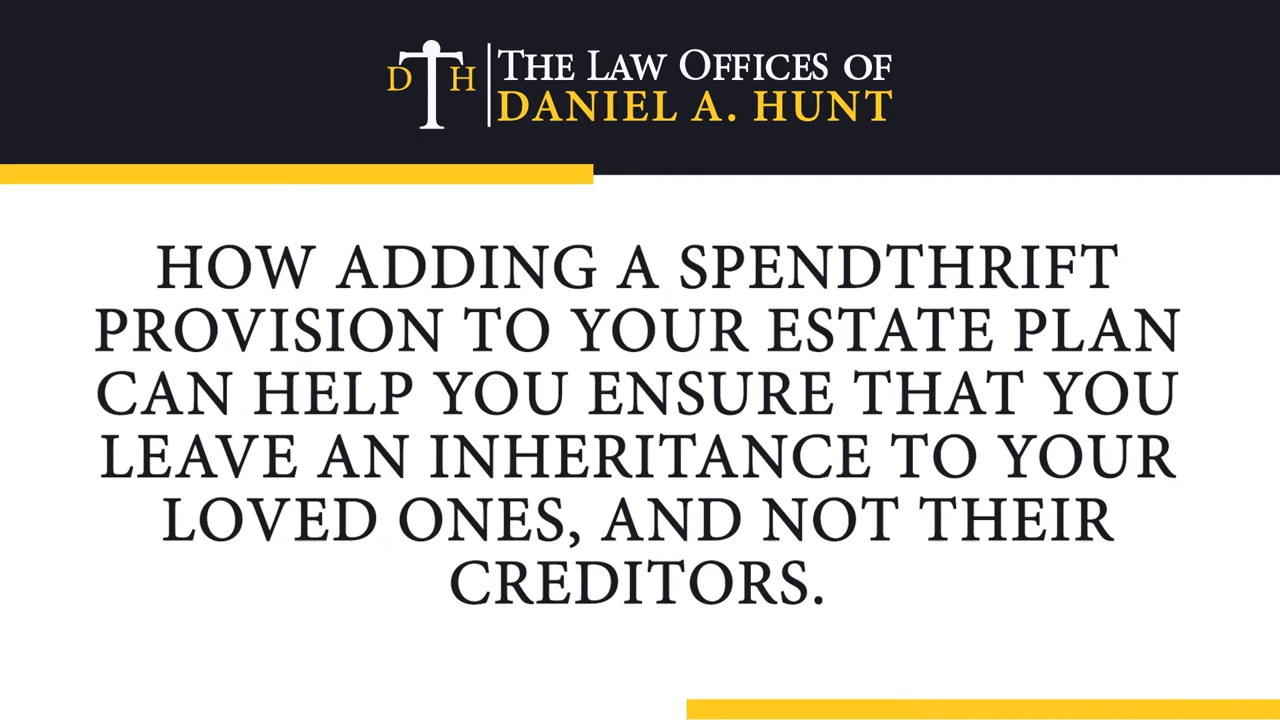 D H
THE LAW OFFICES OF
DANIEL A. HUNT
HOW ADDING A SPENDTHRIFT
PROVISION TO YOUR ESTATE PLAN
CAN HELP YOU ENSURE THAT YOU
LEAVE AN INHERITANCE TO YOUR
LOVED ONES, AND NOT THEIR
CREDITORS.